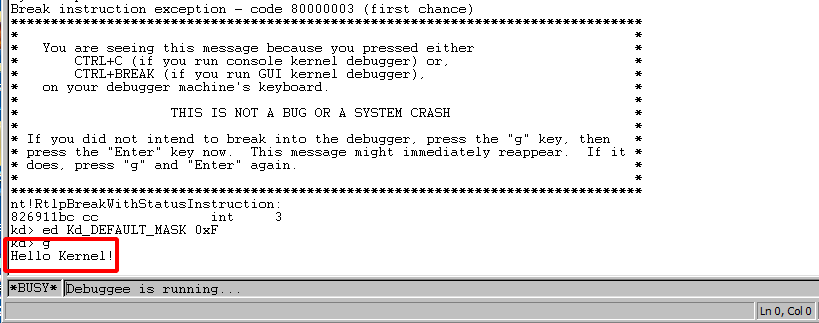 Break instruction exception - code 80000003 (first chance)
*******************************************************************************
*                                                                             *
*   You are seeing this message because you pressed either                    *
*       CTRL+C (if you run console kernel debugger) or,                       *
*       CTRL+BREAK (if you run GUI kernel debugger),                          *
*   on your debugger machine's keyboard.                                      *
*                                                                             *
*                   THIS IS NOT A BUG OR A SYSTEM CRASH                       *
*                                                                             *
* If you did not intend to break into the debugger, press the "g" key, then   *
* press the "Enter" key now.  This message might immediately reappear.  If it *
* does, press "g" and "Enter" again.                                          *
*                                                                             *
*******************************************************************************
nt!RtlpBreakWithStatusInstruction:
826911bc cc              int     3
kd> ed Kd_DEFAULT_MASK 0xF
kd> g
Hello Kernel!
*BUSY* Debuggee is running...
Ln 0, Col 0